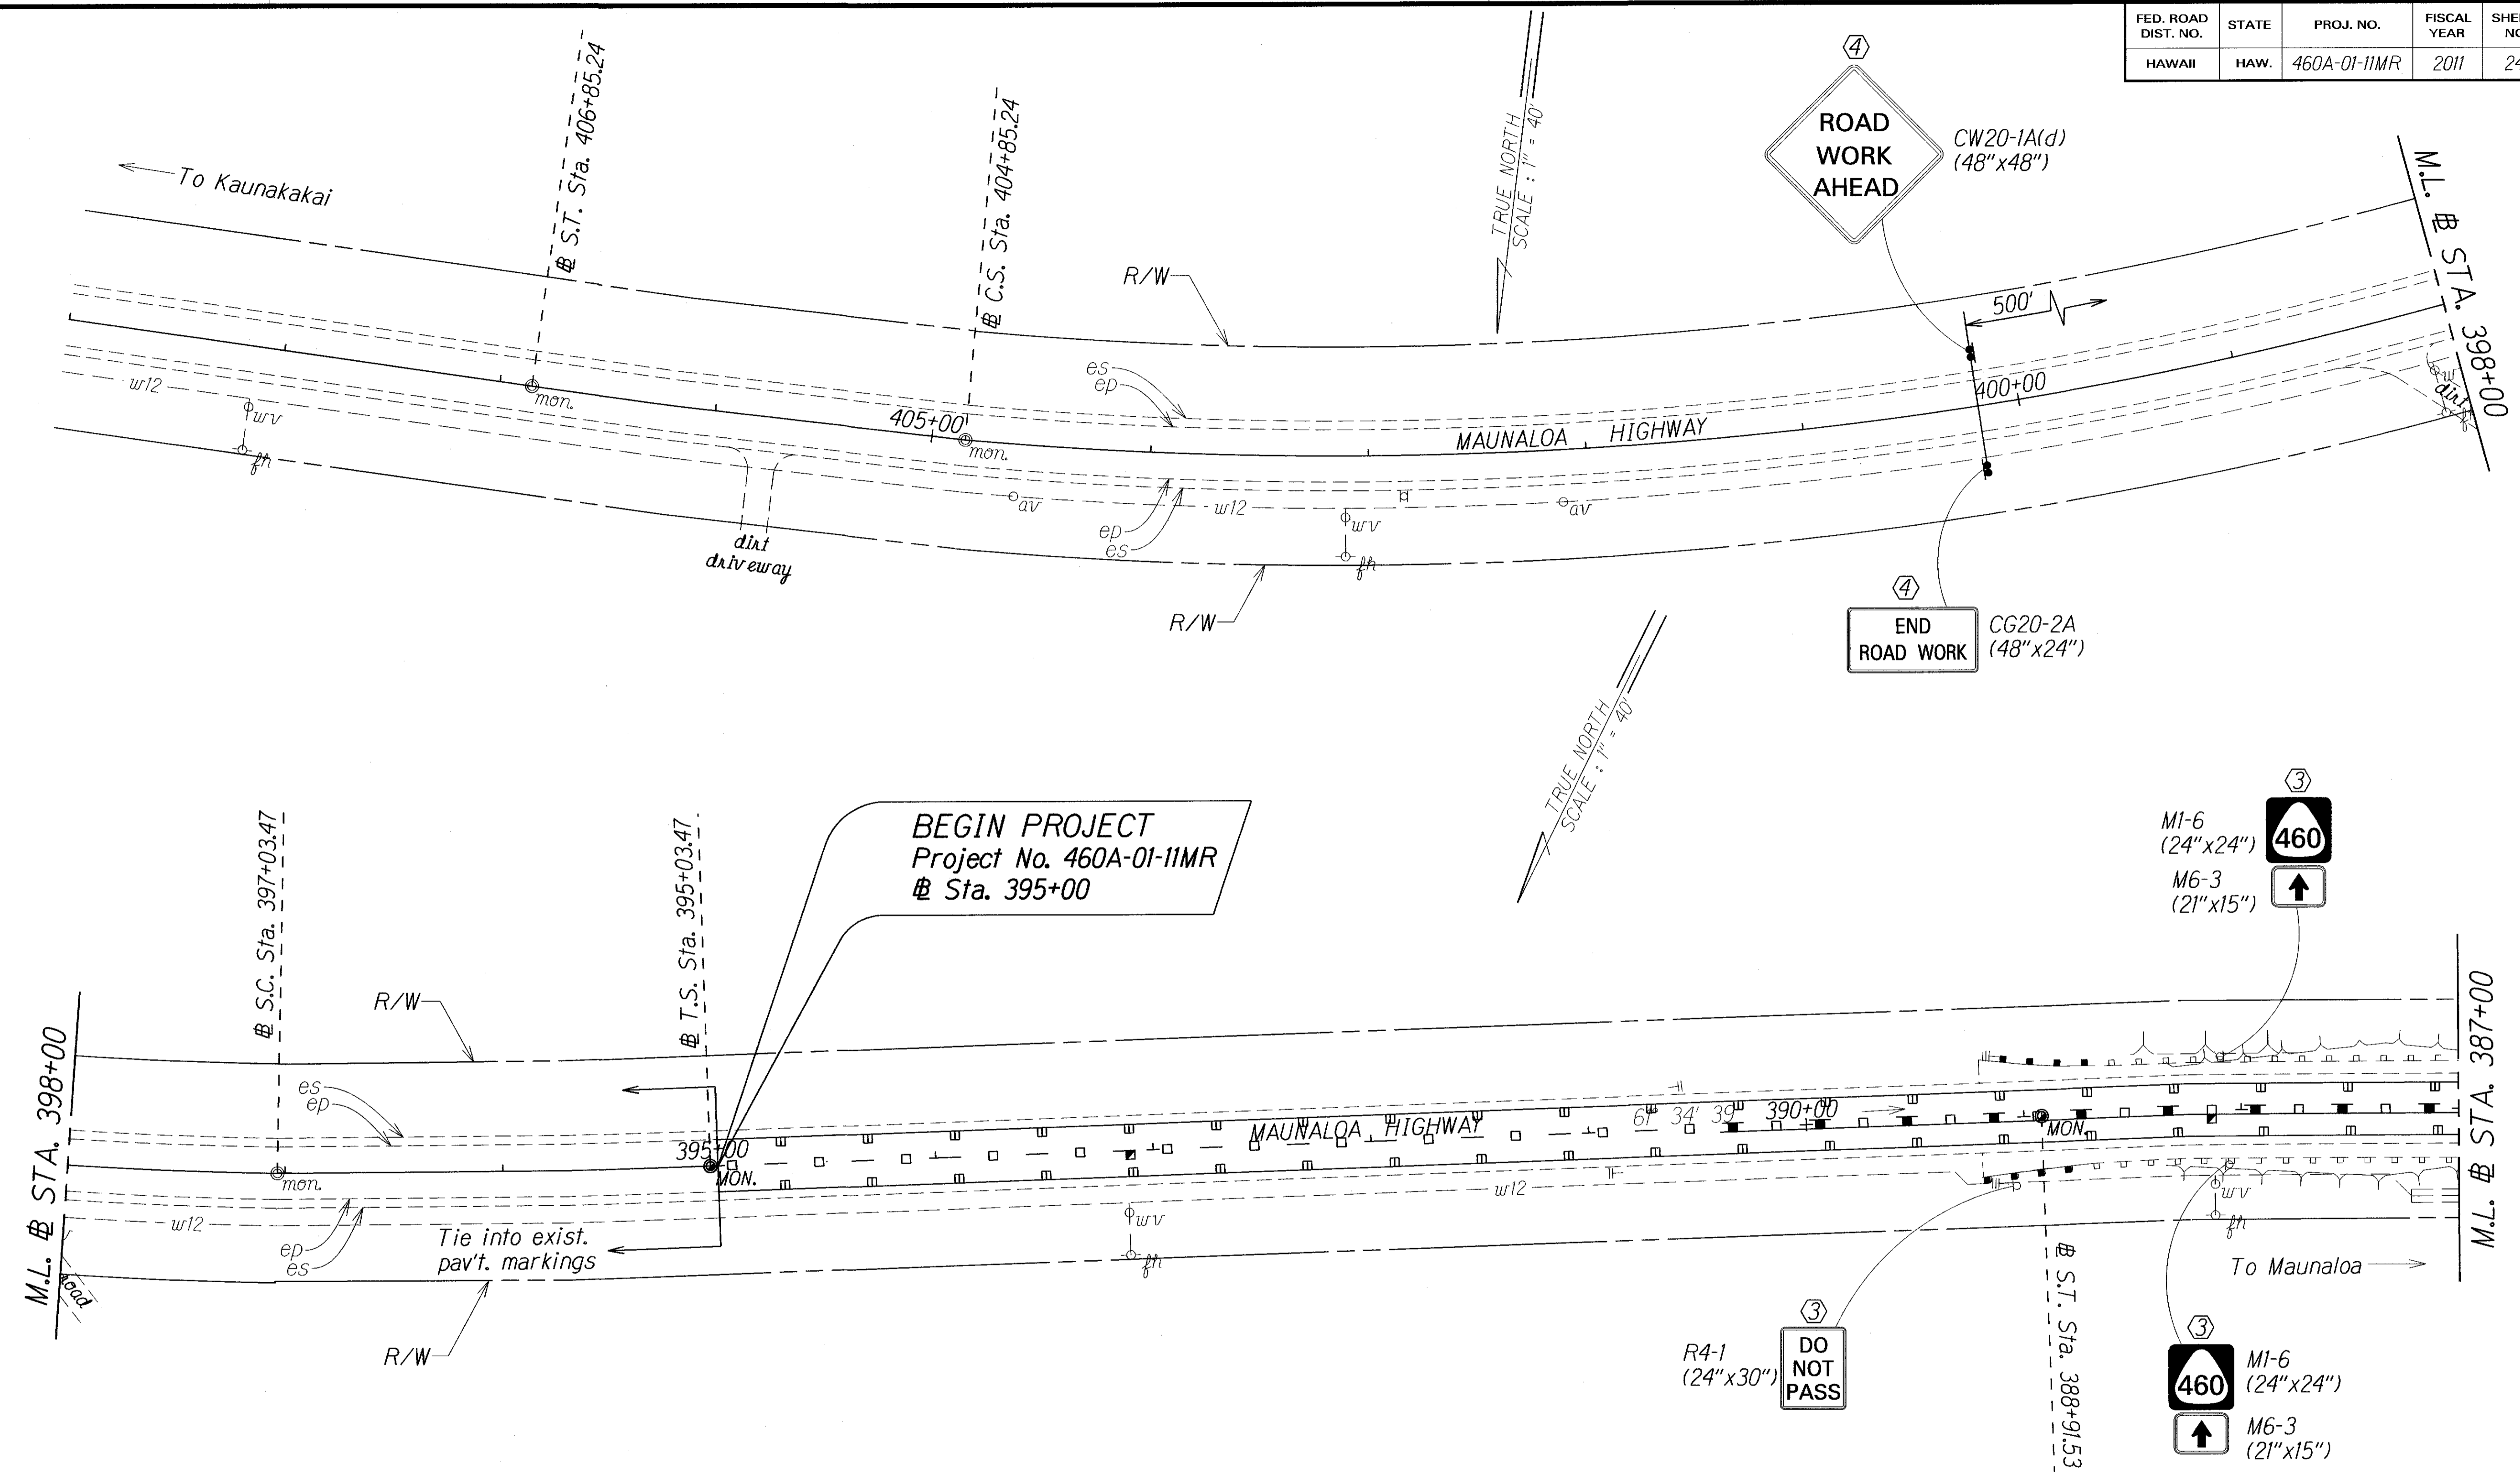 FED. ROAD DIST. NO.
STATE
PROJ. NO.
FISCAL YEAR
HAWAII
HAW.
460A-01-11MR
2011
To Kaunakakai
℄ S.T. Sta. 406+85.24
℄ C.S. Sta. 404+85.24
TRUE NORTH
SCALE : 1" = 40'
4
ROAD
WORK
AHEAD
CW20-1A(d)
(48"x48")
M.L. ℄ STA. 398+00
R/W
500'
es
ep
w12
wv
fh
mon.
405+00
mon.
MAUNALOA HIGHWAY
400+00
w
dirt
dirt
driveway
av
ep
es
w12
wv
fh
av
R/W
4
END
ROAD WORK
CG20-2A
(48"x24")
TRUE NORTH
SCALE : 1" = 40'
BEGIN PROJECT
Project No. 460A-01-11MR
℄ Sta. 395+00
3
M1-6
(24"x24")
460
M6-3
(21"x15")
M.L. ℄ STA. 398+00
℄ S.C. Sta. 397+03.47
R/W
℄ T.S. Sta. 395+03.47
es
ep
mon.
395+00
MON.
MAUNALOA HIGHWAY
6' 34' 39
390+00
MON.
M.L. ℄ STA. 387+00
w12
ep
es
road
Tie into exist.
pav't. markings
wv
fh
w12
wv
fh
To Maunaloa
R/W
3
R4-1
(24"x30")
DO
NOT
PASS
℄ S.T. Sta. 388+91.53
3
460
M1-6
(24"x24")
M6-3
(21"x15")